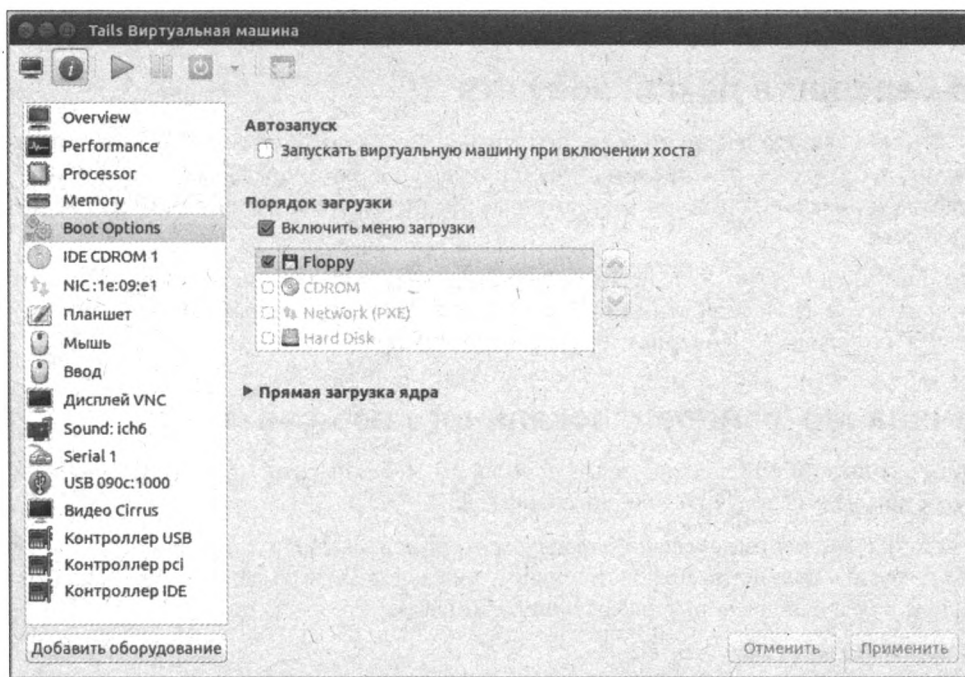 Tails Виртуальная машина
Overview
Performance
Processor
Memory
Boot Options
IDE CDROM 1
NIC :1e:09:e1
Планшет
Мышь
Ввод
Дисплей VNC
Sound: ich6
Serial 1
USB 090c:1000
Видео Cirrus
Контроллер USB
Контроллер pci
Контроллер IDE
Добавить оборудование
Автозапуск
Запускать виртуальную машину при включении хоста
Порядок загрузки
Включить меню загрузки
Floppy
CDROM
Network (PXE)
Hard Disk
Прямая загрузка ядра
Отменить
Применить